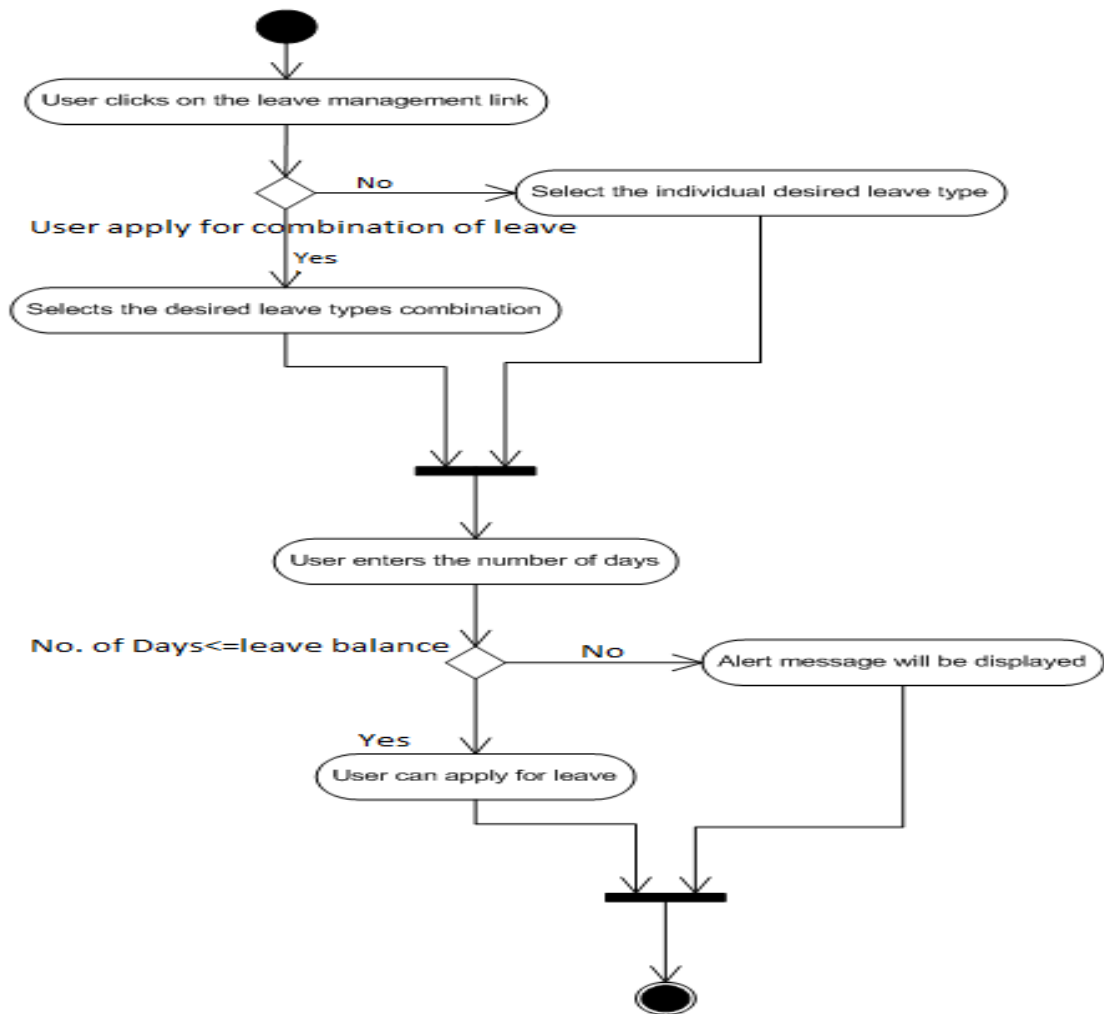 User clicks on the leave management link
No
Select the individual desired leave type
User apply for combination of leave
Yes
Selects the desired leave types combination
User enters the number of days
No. of Days<=leave balance
No
Alert message will be displayed
Yes
User can apply for leave